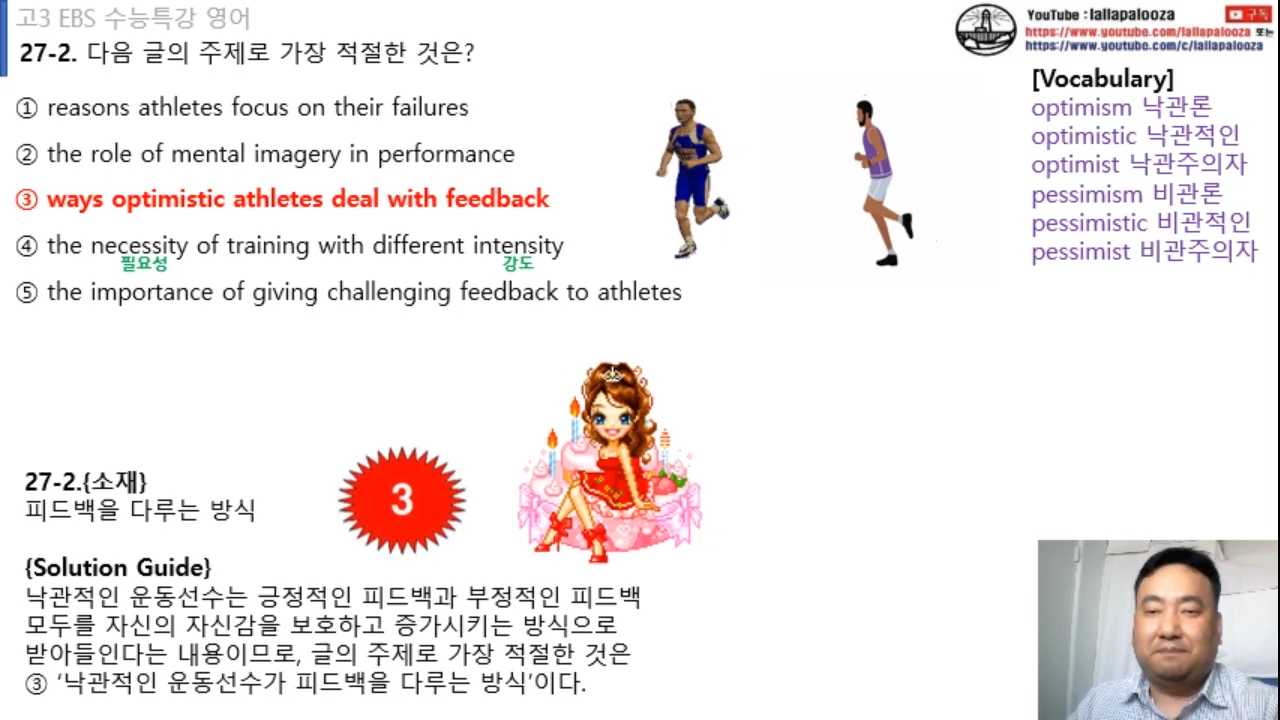 고3 EBS 수능특강 영어
27-2. 다음 글의 주제로 가장 적절한 것은?
① reasons athletes focus on their failures
② the role of mental imagery in performance
③ ways optimistic athletes deal with feedback
④ the necessity of training with different intensity
필요성 강도
⑤ the importance of giving challenging feedback to athletes
YouTube : lallapalooza
구독
https://www.youtube.com/lallapalooza 또는
https://www.youtube.com/c/lallapalooza
[Vocabulary]
optimism 낙관론
optimistic 낙관적인
optimist 낙관주의자
pessimism 비관론
pessimistic 비관적인
pessimist 비관주의자
27-2.{소재}
피드백을 다루는 방식
3
{Solution Guide}
낙관적인 운동선수는 긍정적인 피드백과 부정적인 피드백
모두를 자신의 자신감을 보호하고 증가시키는 방식으로
받아들인다는 내용이므로, 글의 주제로 가장 적절한 것은
③ ‘낙관적인 운동선수가 피드백을 다루는 방식’이다.